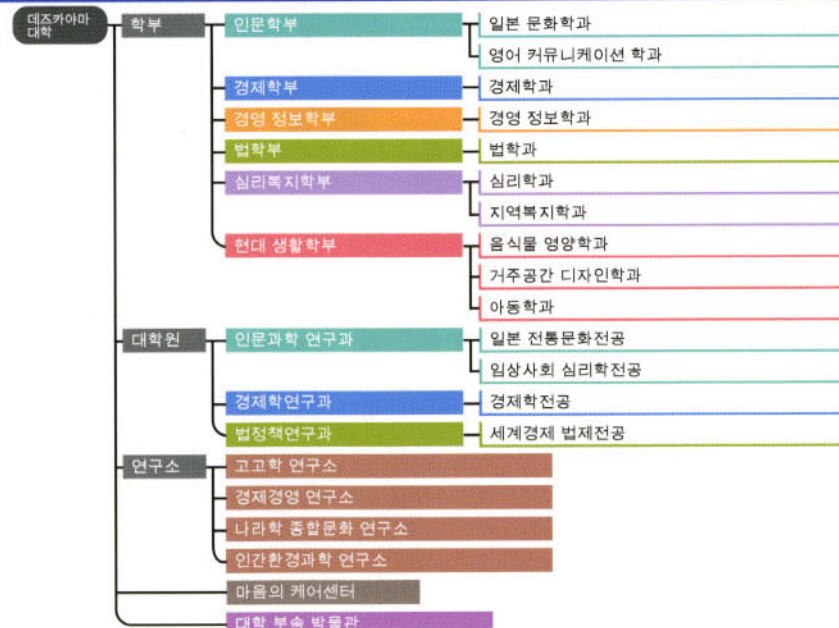 데즈카야마
대학
학부
인문학부
일본 문화학과
영어 커뮤니케이션 학과
경제학부
경제학과
경영 정보학부
경영 정보학과
법학부
법학과
심리복지학부
심리학과
지역복지학과
현대 생활학부
음식물 영양학과
거주공간 디자인학과
아동학과
대학원
인문과학 연구과
일본 전통문화전공
임상사회 심리학전공
경제학연구과
경제학전공
법정책연구과
세계경제 법제전공
연구소
고고학 연구소
경제경영 연구소
나라학 종합문화 연구소
인간환경과학 연구소
마음의 케어센터
대학 부속 박물관